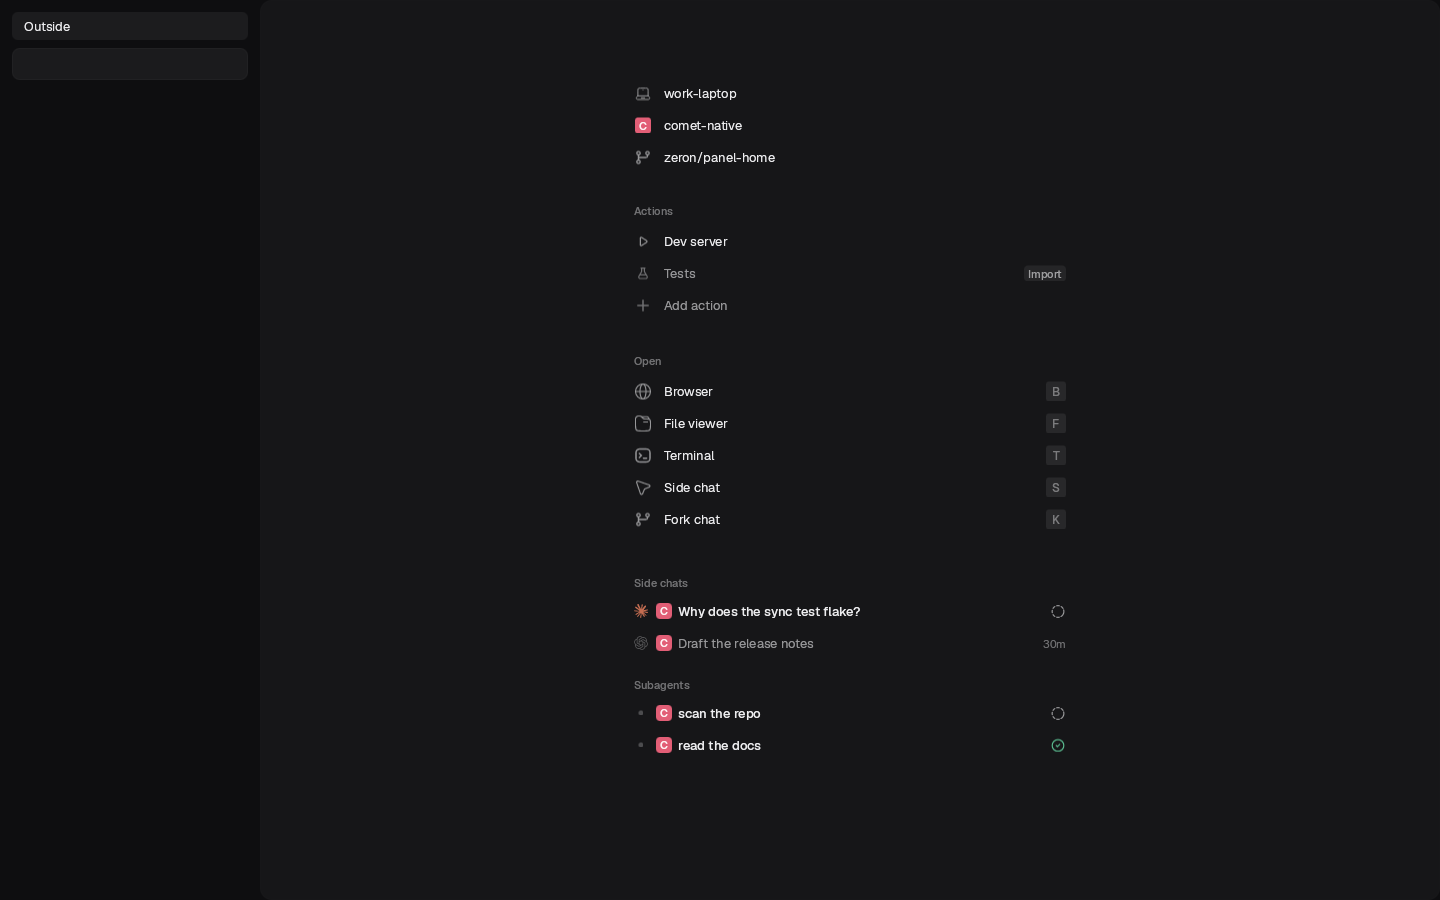 Outside
work-laptop
C comet-native
zeron/panel-home
Actions
Dev server
Tests Import
Add action
Open
Browser B
File viewer F
Terminal T
Side chat S
Fork chat K
Side chats
C Why does the sync test flake?
C Draft the release notes 30m
Subagents
C scan the repo
C read the docs